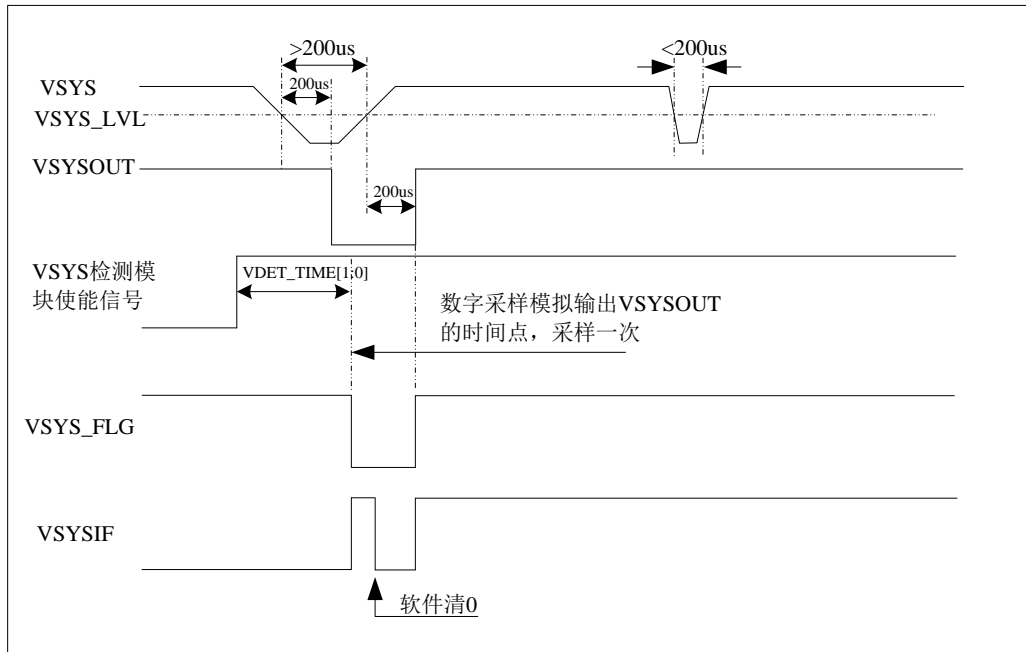 >200us
<200us
VSYS
200us
VSYS_LVL
VSYSOUT
200us
VSYS检测模
块使能信号
VDET_TIME[1:0]
数字采样模拟输出VSYSOUT
的时间点，采样一次
VSYS_FLG
VSYSIF
软件清0